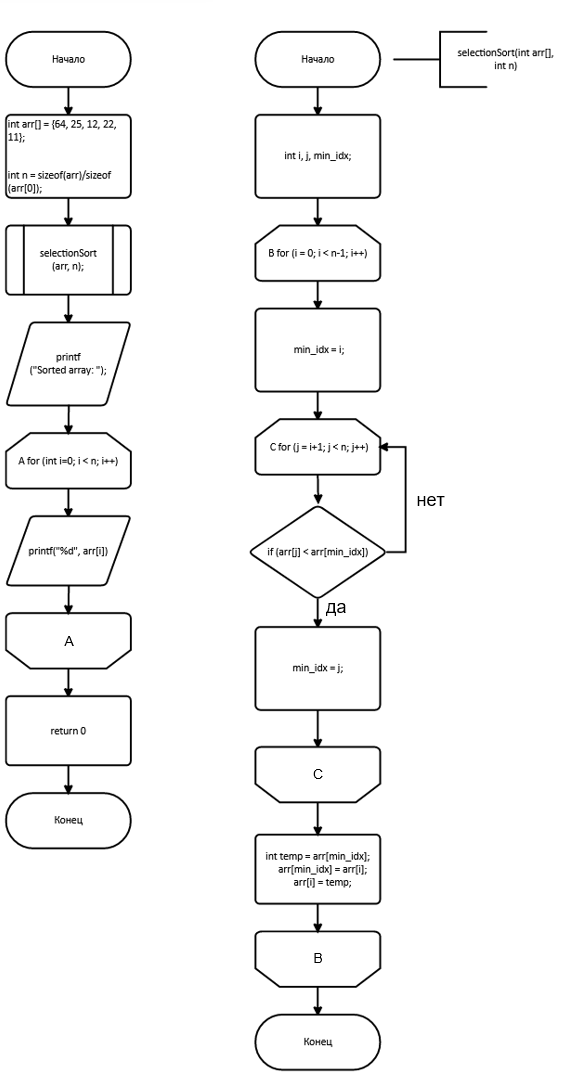 Начало
int arr[] = {64, 25, 12, 22,
11};
int n = sizeof(arr)/sizeof
(arr[0]);
selectionSort
(arr, n);
printf
("Sorted array: ");
A for (int i=0; i < n; i++)
printf("%d", arr[i])
A
return 0
Конец
Начало
selectionSort(int arr[],
int n)
int i, j, min_idx;
B for (i = 0; i < n-1; i++)
min_idx = i;
C for (j = i+1; j < n; j++)
нет
if (arr[j] < arr[min_idx])
да
min_idx = j;
C
int temp = arr[min_idx];
arr[min_idx] = arr[i];
arr[i] = temp;
B
Конец